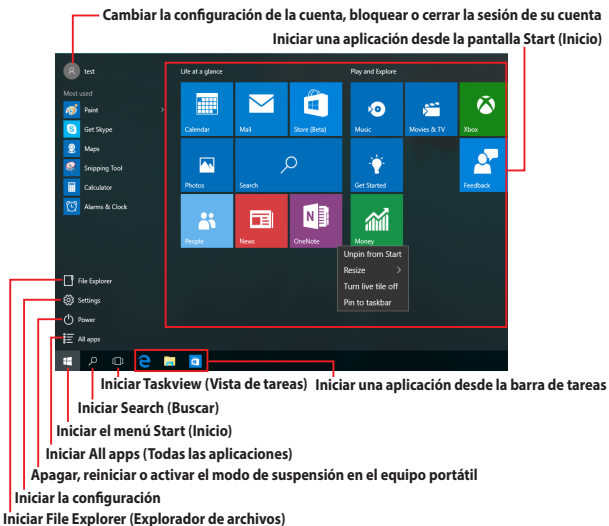 Cambiar la configuración de la cuenta, bloquear o cerrar la sesión de su cuenta
Iniciar una aplicación desde la pantalla Start (Inicio)
test
Life at a glance
Play and Explore
Most used
Paint
Get Skype
Maps
Snipping Tool
Calculator
Alarms & Clock
Calendar
Mail
Store (Beta)
Music
Movies & TV
Xbox
Photos
Search
Get Started
Feedback
People
News
OneNote
Money
Unpin from Start
Resize
Turn live tile off
Pin to taskbar
File Explorer
Settings
Power
All apps
Iniciar Taskview (Vista de tareas)
Iniciar una aplicación desde la barra de tareas
Iniciar Search (Buscar)
Iniciar el menú Start (Inicio)
Iniciar All apps (Todas las aplicaciones)
Apagar, reiniciar o activar el modo de suspensión en el equipo portátil
Iniciar la configuración
Iniciar File Explorer (Explorador de archivos)